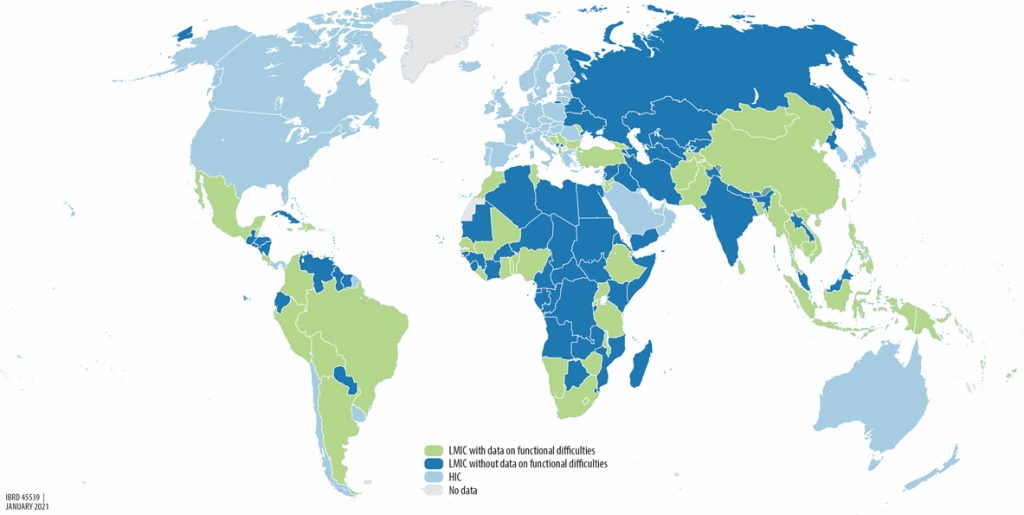 LMIC with data on functional difficulties
LMIC without data on functional difficulties
HIC
No data
IBRD 45539 |
JANUARY 2021